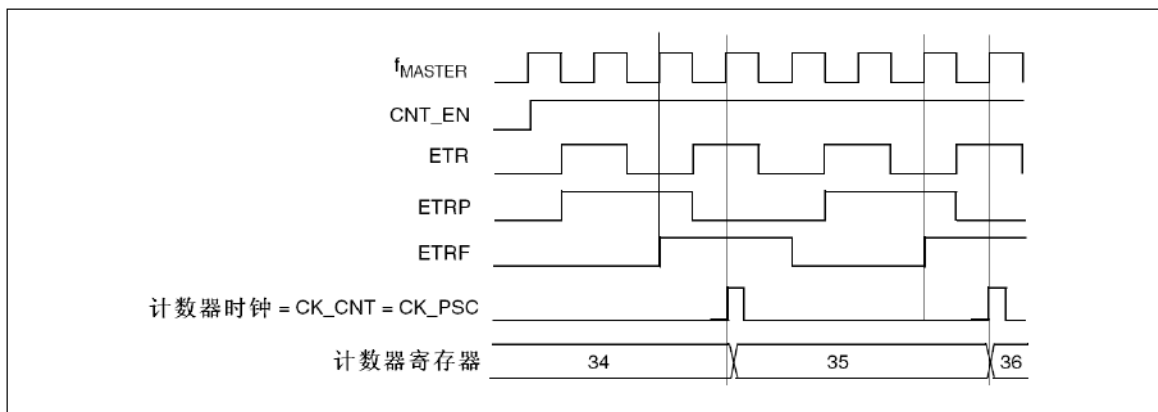 fMASTER
CNT_EN
ETR
ETRP
ETRF
计数器时钟 = CK_CNT = CK_PSC
计数器寄存器 34 35 36